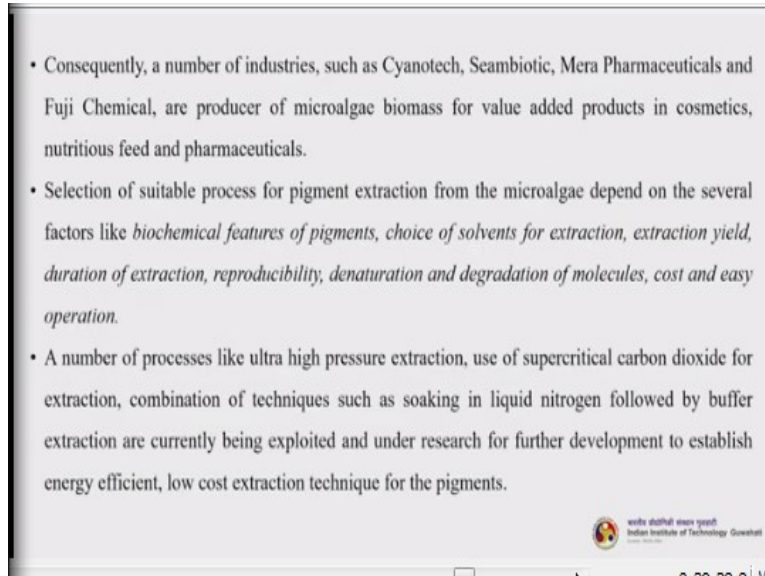 • Consequently, a number of industries, such as Cyanotech, Seambiotic, Mera Pharmaceuticals and
Fuji Chemical, are producer of microalgae biomass for value added products in cosmetics,
nutritious feed and pharmaceuticals.
• Selection of suitable process for pigment extraction from the microalgae depend on the several
factors like biochemical features of pigments, choice of solvents for extraction, extraction yield,
duration of extraction, reproducibility, denaturation and degradation of molecules, cost and easy
operation.
• A number of processes like ultra high pressure extraction, use of supercritical carbon dioxide for
extraction, combination of techniques such as soaking in liquid nitrogen followed by buffer
extraction are currently being exploited and under research for further development to establish
energy efficient, low cost extraction technique for the pigments.
Indian Institute of Technology Guwahati